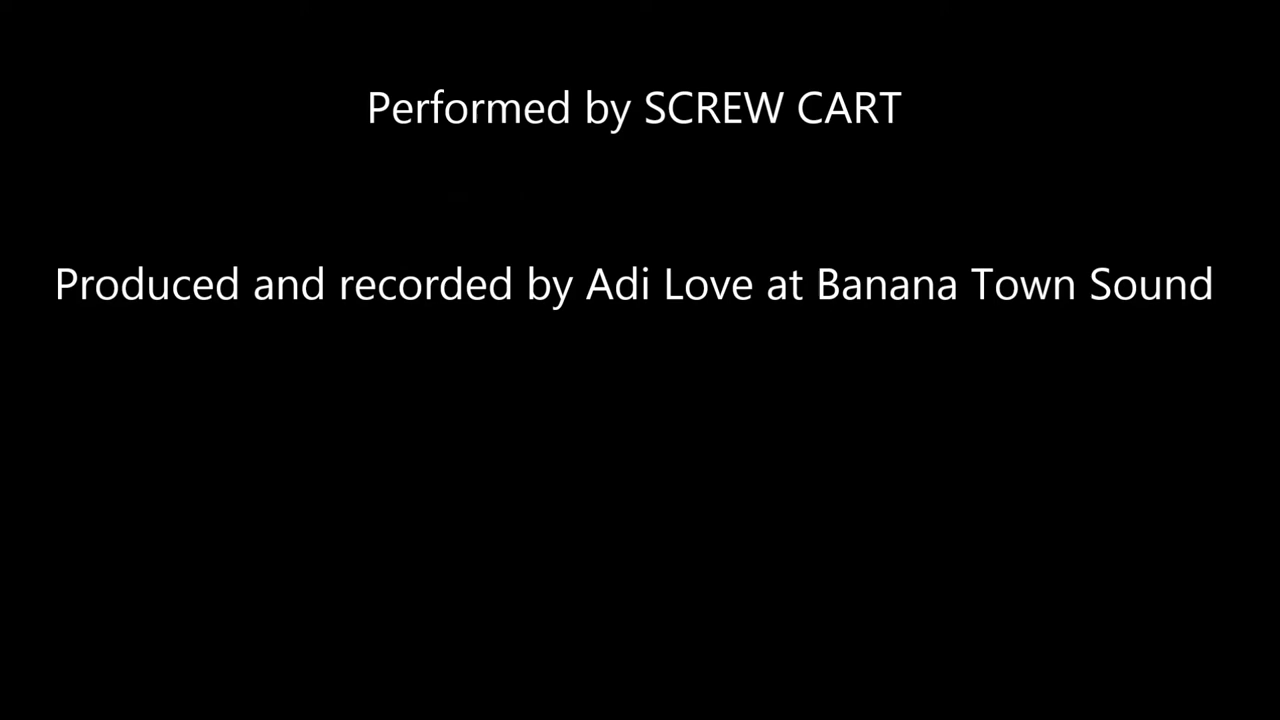 Performed by SCREW CART
Produced and recorded by Adi Love at Banana Town Sound